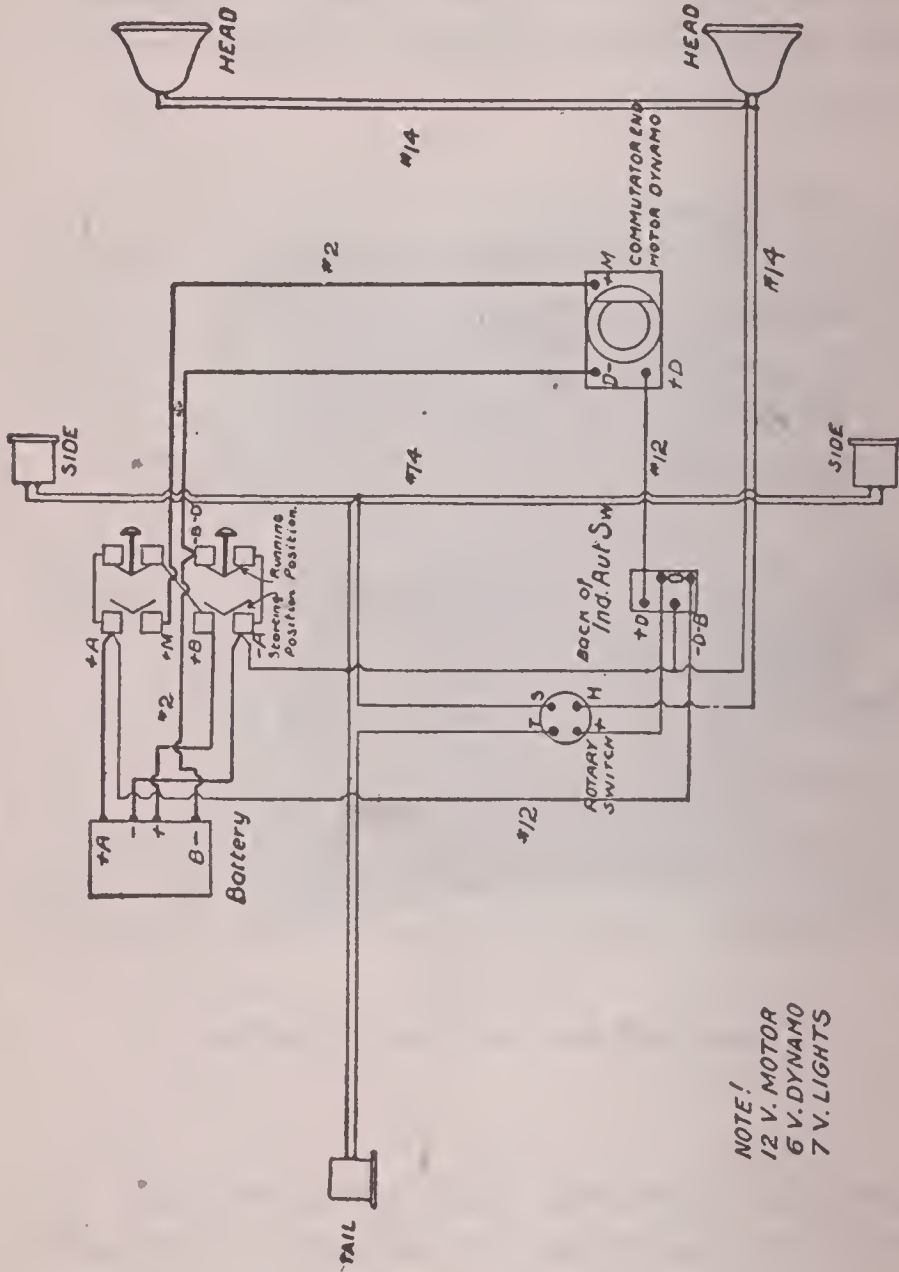 HEAD
HEAD
#14
COMMUTATOR END
MOTOR DYNAMO
#2
+M
D-
+D
#14
SIDE
#14
#12
SIDE
-B-D
Running
Position.
Starting
Position
+A
+M
+B
-A
Back of
Ind. Aut Sw.
+D
-D-B
#2
T
S
+
H
ROTARY
SWITCH
#12
+A
-
+
B-
Battery
TAIL
NOTE!
12 V. MOTOR
6 V. DYNAMO
7 V. LIGHTS